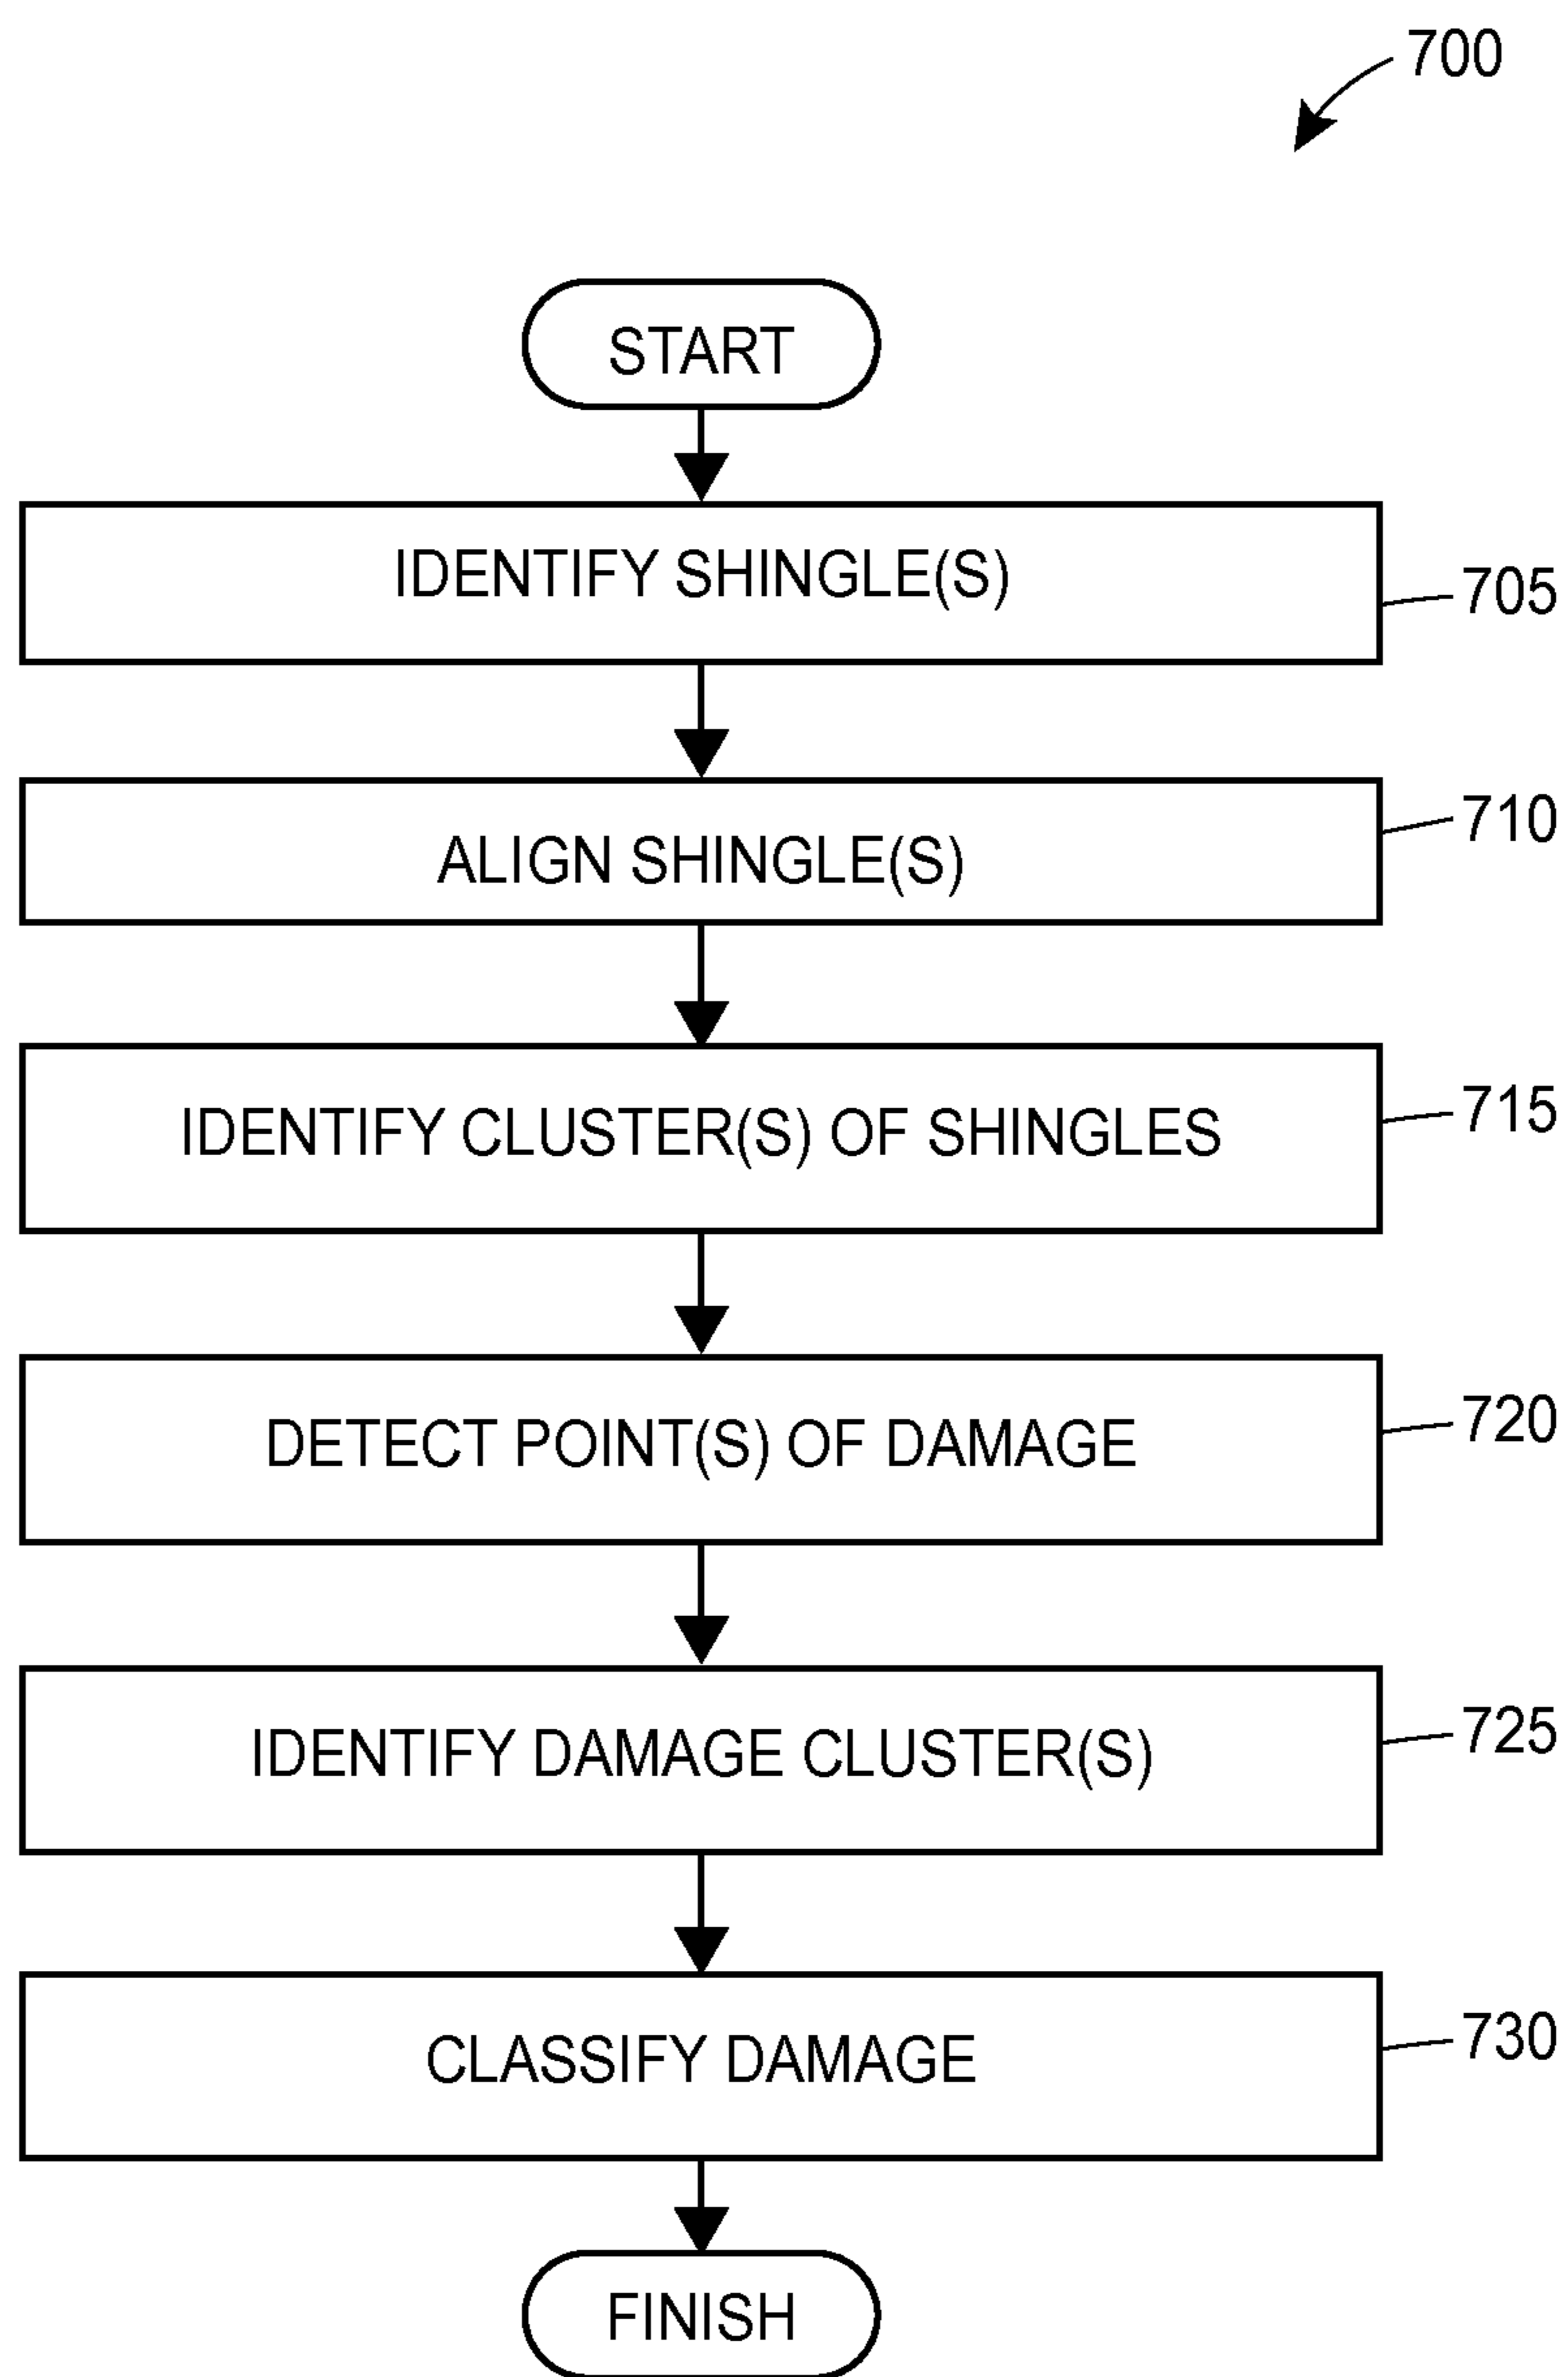 700
START
IDENTIFY SHINGLE(S)
705
ALIGN SHINGLE(S)
710
IDENTIFY CLUSTER(S) OF SHINGLES
715
DETECT POINT(S) OF DAMAGE
720
IDENTIFY DAMAGE CLUSTER(S)
725
CLASSIFY DAMAGE
730
FINISH